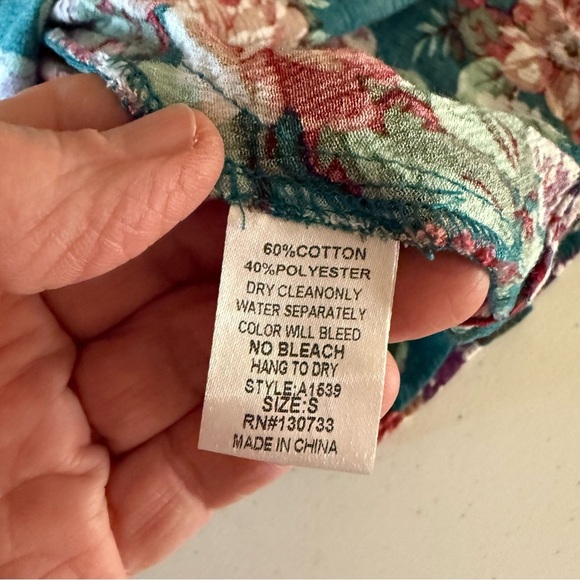 60%COTTON
40%POLYESTER
DRY CLEANONLY
WATER SEPARATELY
COLOR WILL BLEED
NO BLEACH
HANG TO DRY
STYLE:A1539
SIZE:S
RN#130733
MADE IN CHINA